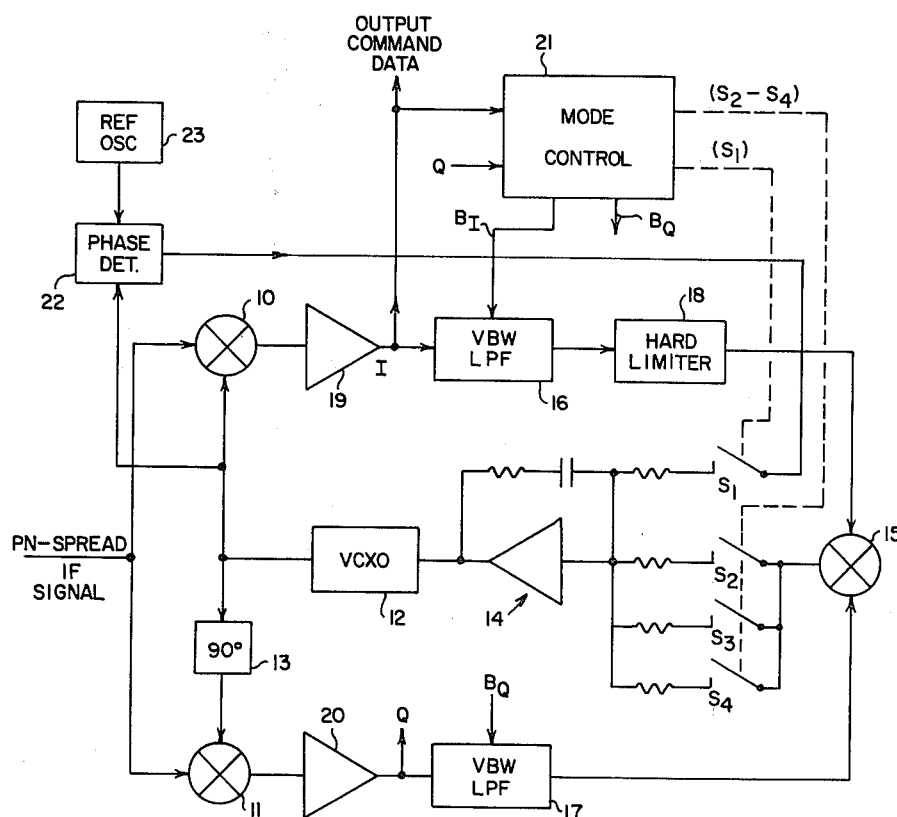 OUTPUT
COMMAND
DATA
21
MODE
CONTROL
(S2 – S4)
(S1)
REF
OSC
23
Q
BI
BQ
PHASE
DET.
22
10
19
I
VBW
LPF
16
18
HARD
LIMITER
S1
PN-SPREAD
IF
SIGNAL
VCXO
12
14
S2
15
S3
S4
90°
13
20
Q
BQ
VBW
LPF
17
11